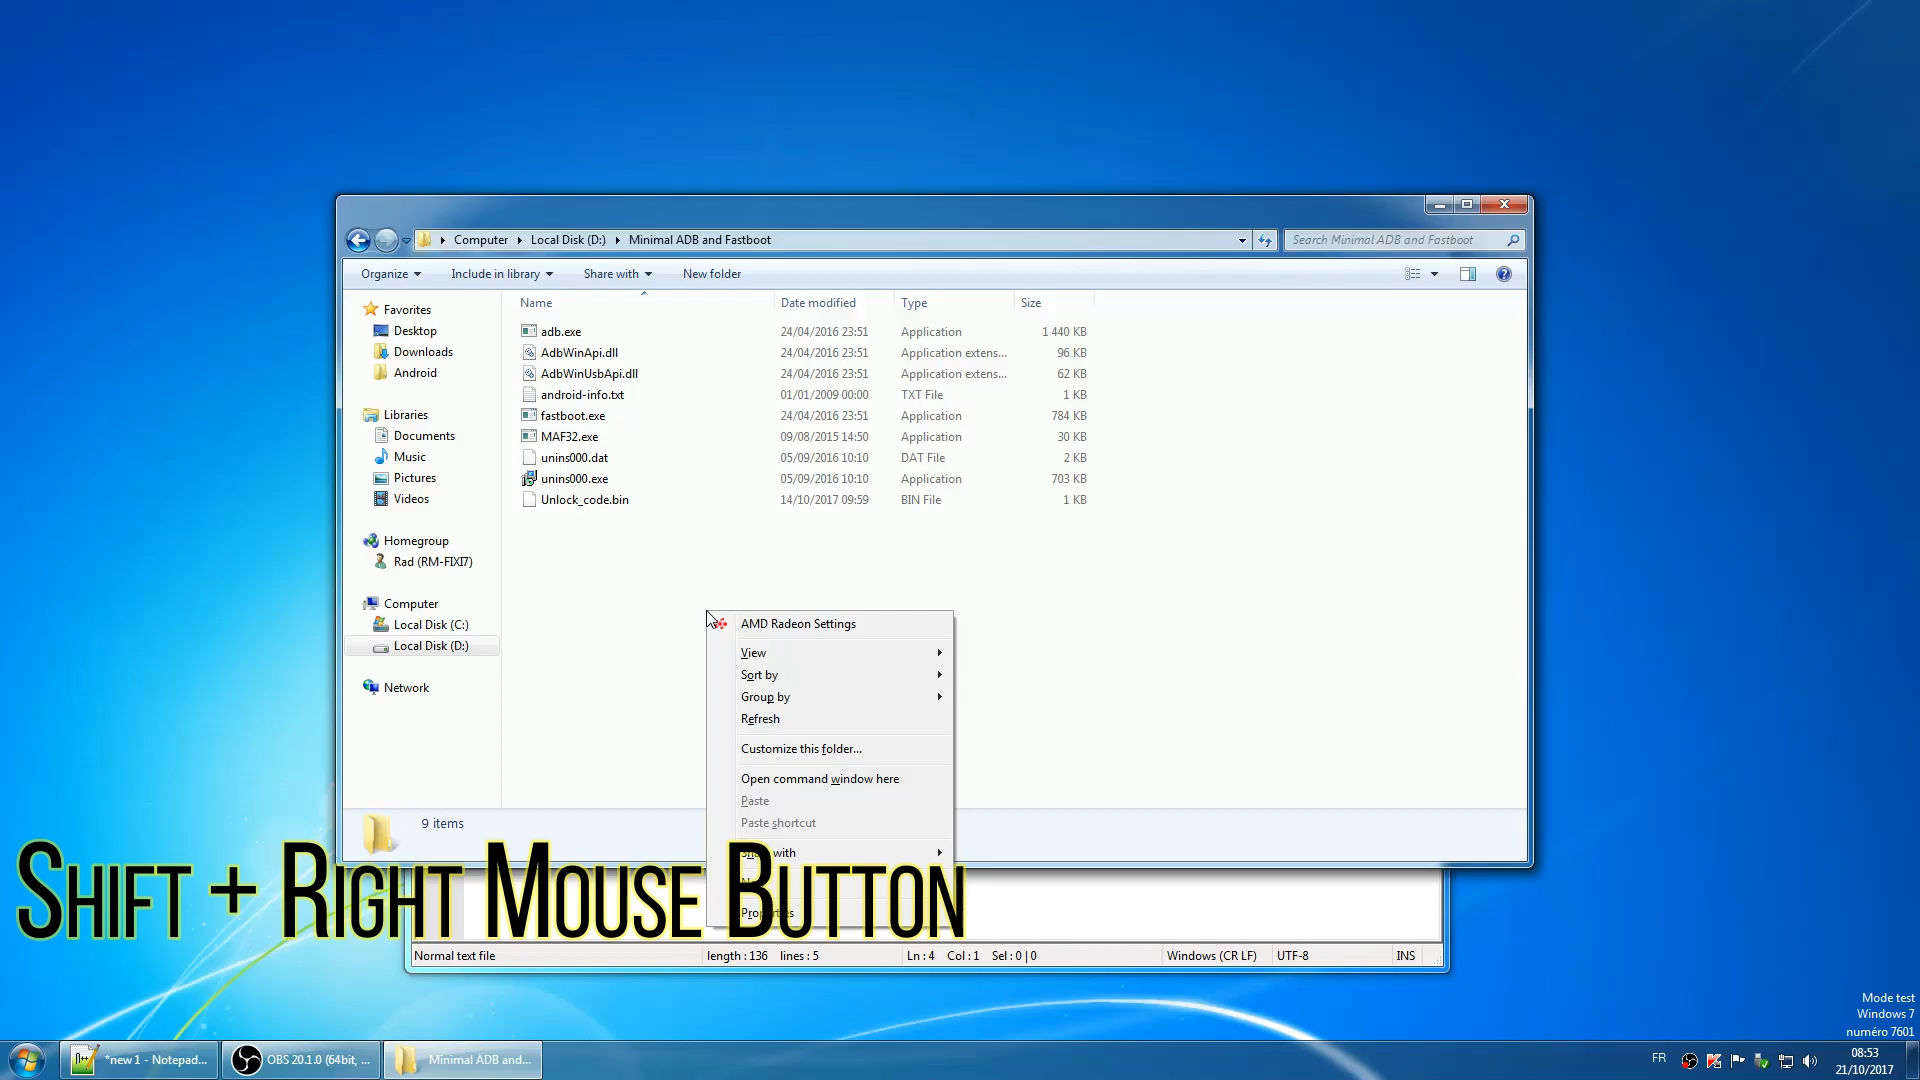 Computer Local Disk (D:) Minimal ADB and Fastboot
Search Minimal ADB and Fastboot
Organize Include in library Share with New folder
Name Date modified Type Size
Favorites
Desktop
Downloads
Android
Libraries
Documents
Music
Pictures
Videos
Homegroup
Rad (RM-FIXI7)
Computer
Local Disk (C:)
Local Disk (D:)
Network
adb.exe 24/04/2016 23:51 Application 1 440 KB
AdbWinApi.dll 24/04/2016 23:51 Application extens... 96 KB
AdbWinUsbApi.dll 24/04/2016 23:51 Application extens... 62 KB
android-info.txt 01/01/2009 00:00 TXT File 1 KB
fastboot.exe 24/04/2016 23:51 Application 784 KB
MAF32.exe 09/08/2015 14:50 Application 30 KB
unins000.dat 05/09/2016 10:10 DAT File 2 KB
unins000.exe 05/09/2016 10:10 Application 703 KB
Unlock_code.bin 14/10/2017 09:59 BIN File 1 KB
AMD Radeon Settings
View
Sort by
Group by
Refresh
Customize this folder...
Open command window here
Paste
Paste shortcut
Share with
Properties
9 items
Shift + Right Mouse Button
Normal text file length : 136 lines : 5 Ln : 4 Col : 1 Sel : 0 | 0 Windows (CR LF) UTF-8 INS
Mode test
Windows 7
numéro 7601
*new 1 - Notepad... OBS 20.1.0 (64bit, ... Minimal ADB and... FR 08:53
21/10/2017